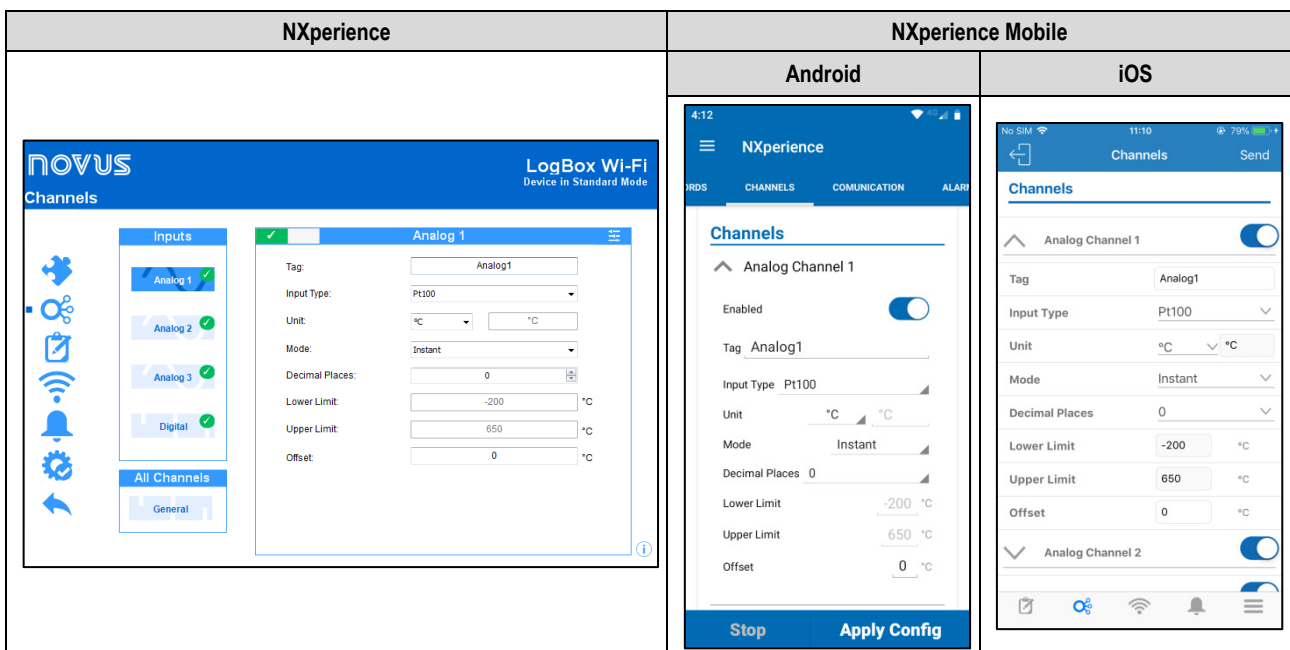 NXperience
NXperience Mobile
Android
iOS
NOVUS
LogBox Wi-Fi
Device in Standard Mode
Channels
Inputs
Analog 1
Analog 2
Analog 3
Digital
All Channels
General
Analog 1
Tag: Analog1
Input Type: Pt100
Unit: ºC °C
Mode: Instant
Decimal Places: 0
Lower Limit: -200 °C
Upper Limit: 650 °C
Offset: 0 °C
4:12 4G
NXperience
RDS CHANNELS COMUNICATION ALAR
Channels
Analog Channel 1
Enabled
Tag Analog1
Input Type Pt100
Unit °C °C
Mode Instant
Decimal Places 0
Lower Limit -200 °C
Upper Limit 650 °C
Offset 0 °C
Stop Apply Config
No SIM 11:10 79%
Channels Send
Channels
Analog Channel 1
Tag Analog1
Input Type Pt100
Unit ºC °C
Mode Instant
Decimal Places 0
Lower Limit -200 °C
Upper Limit 650 °C
Offset 0 °C
Analog Channel 2